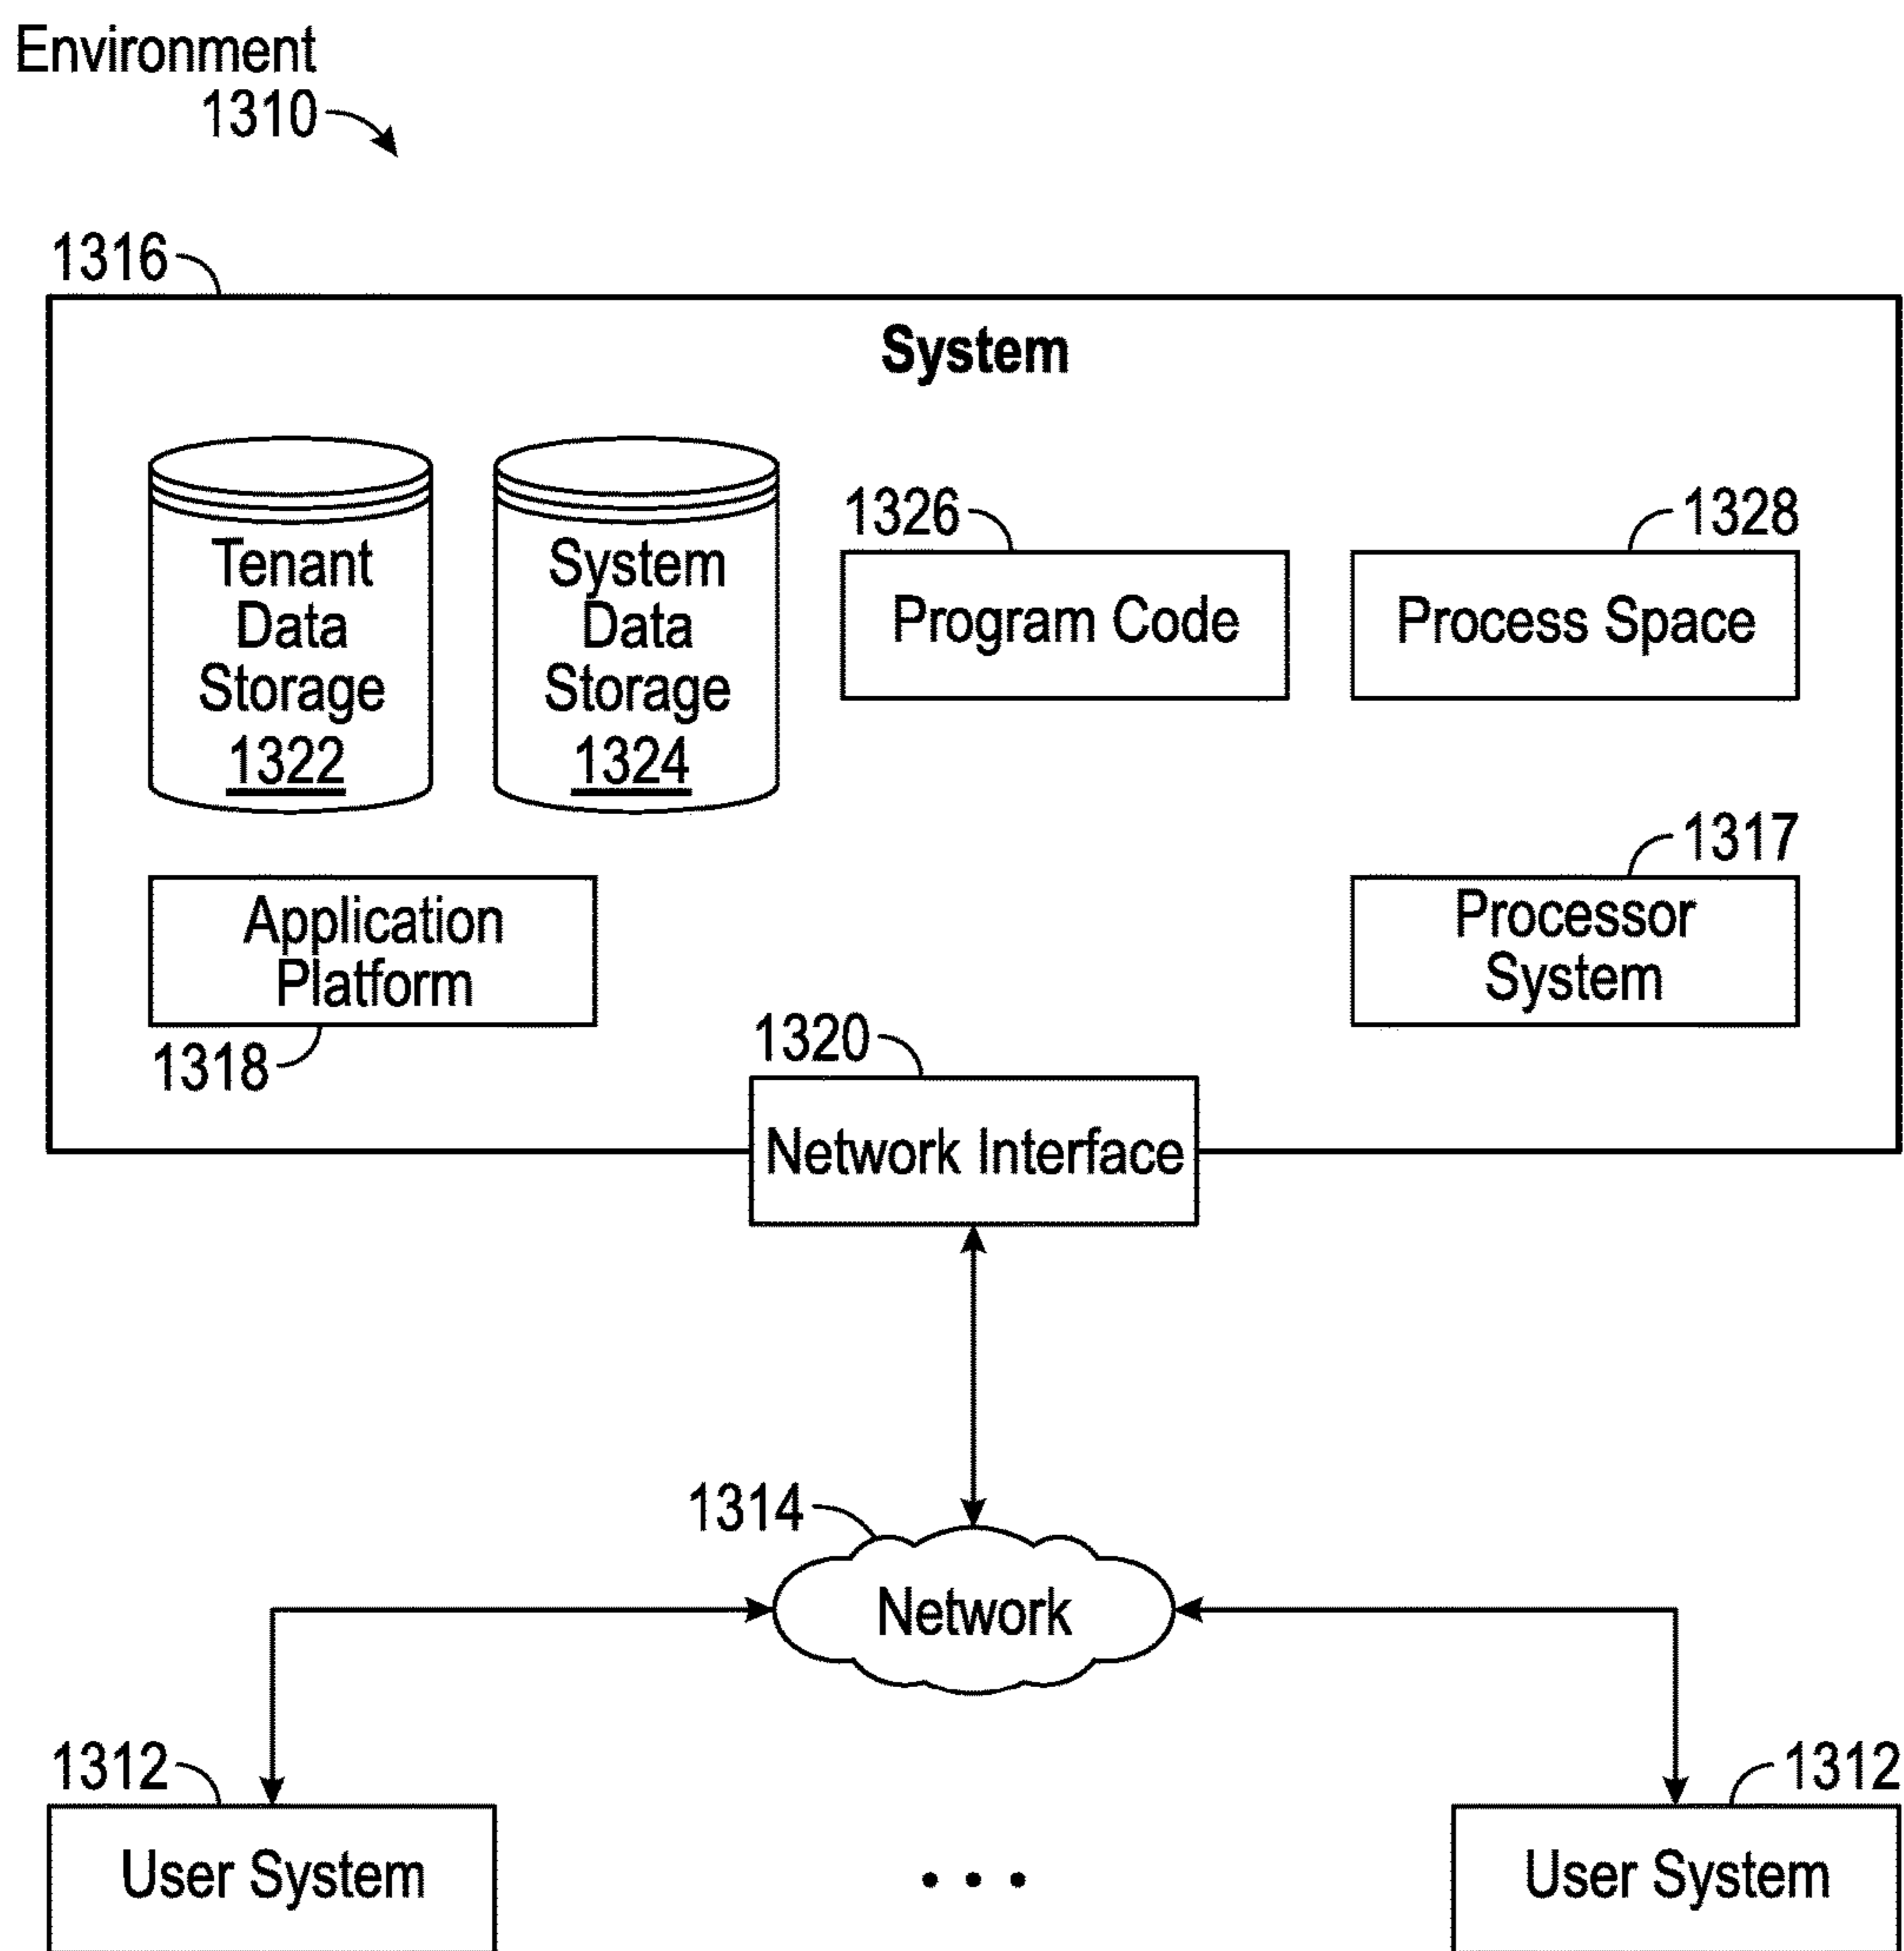 Environment
1310
1316
System
Tenant
Data
Storage
1322
System
Data
Storage
1324
1326
Program Code
1328
Process Space
1317
Processor
System
Application
Platform
1318
1320
Network Interface
1314
Network
1312
User System
. . .
1312
User System